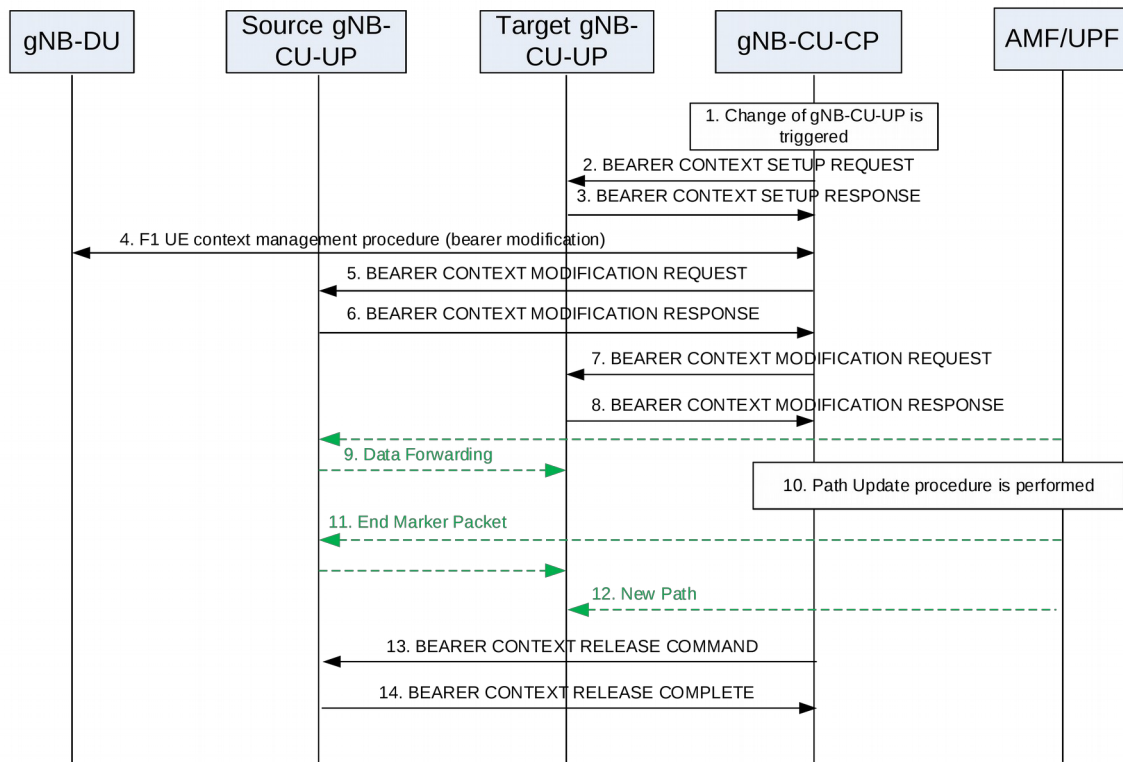 gNB-DU
Source gNB-
CU-UP
Target gNB-
CU-UP
gNB-CU-CP
AMF/UPF
1. Change of gNB-CU-UP is
triggered
2. BEARER CONTEXT SETUP REQUEST
3. BEARER CONTEXT SETUP RESPONSE
4. F1 UE context management procedure (bearer modification)
5. BEARER CONTEXT MODIFICATION REQUEST
6. BEARER CONTEXT MODIFICATION RESPONSE
7. BEARER CONTEXT MODIFICATION REQUEST
8. BEARER CONTEXT MODIFICATION RESPONSE
9. Data Forwarding
10. Path Update procedure is performed
11. End Marker Packet
12. New Path
13. BEARER CONTEXT RELEASE COMMAND
14. BEARER CONTEXT RELEASE COMPLETE